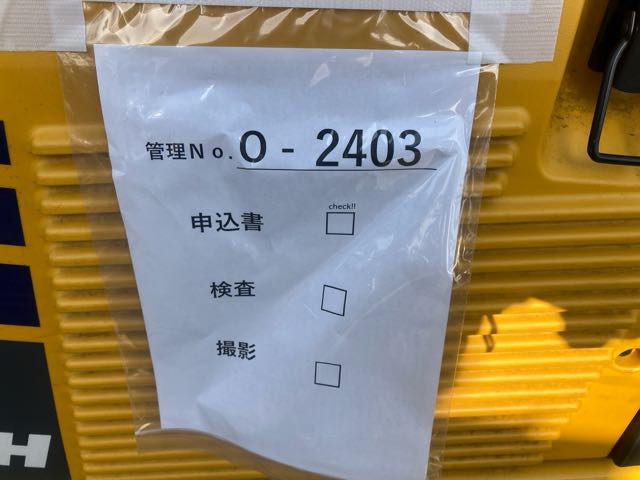 管理No. O - 2403
check!!
申込書 □
検査 □
撮影 □
H